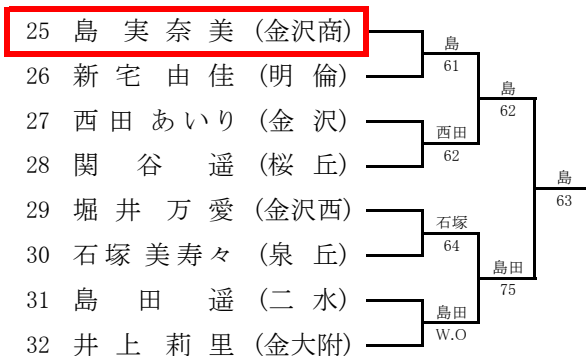 25 島 実 奈 美 (金沢商)
島
61
26 新 宅 由 佳 (明 倫)
島
62
27 西 田 あ い り (金 沢)
西田
62
28 関 谷 遥 (桜 丘)
島
63
29 堀 井 万 愛 (金沢西)
石塚
64
30 石 塚 美 寿 々 (泉 丘)
島田
75
31 島 田 遥 (二 水)
島田
W.O
32 井 上 莉 里 (金大附)